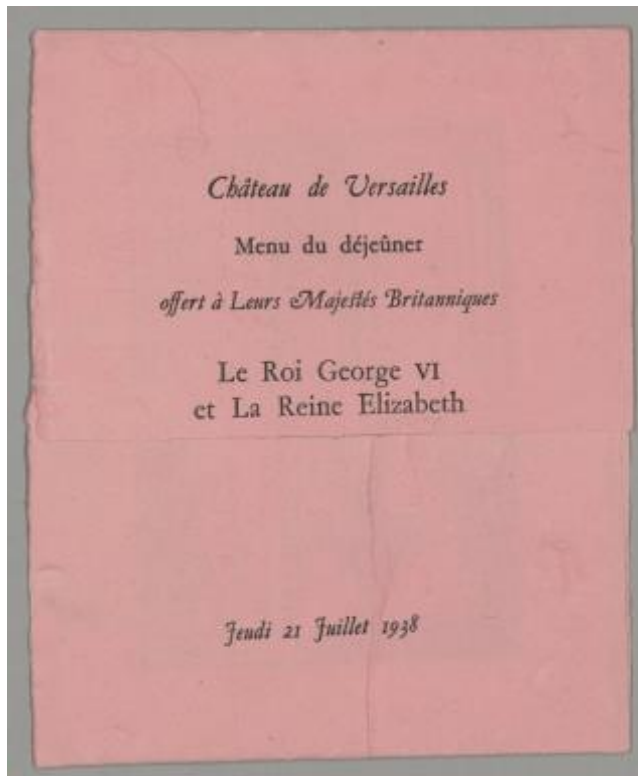 Château de Versailles
Menu du déjeûner
offert à Leurs Majestés Britanniques
Le Roi George VI
et La Reine Elizabeth
Jeudi 21 Juillet 1938